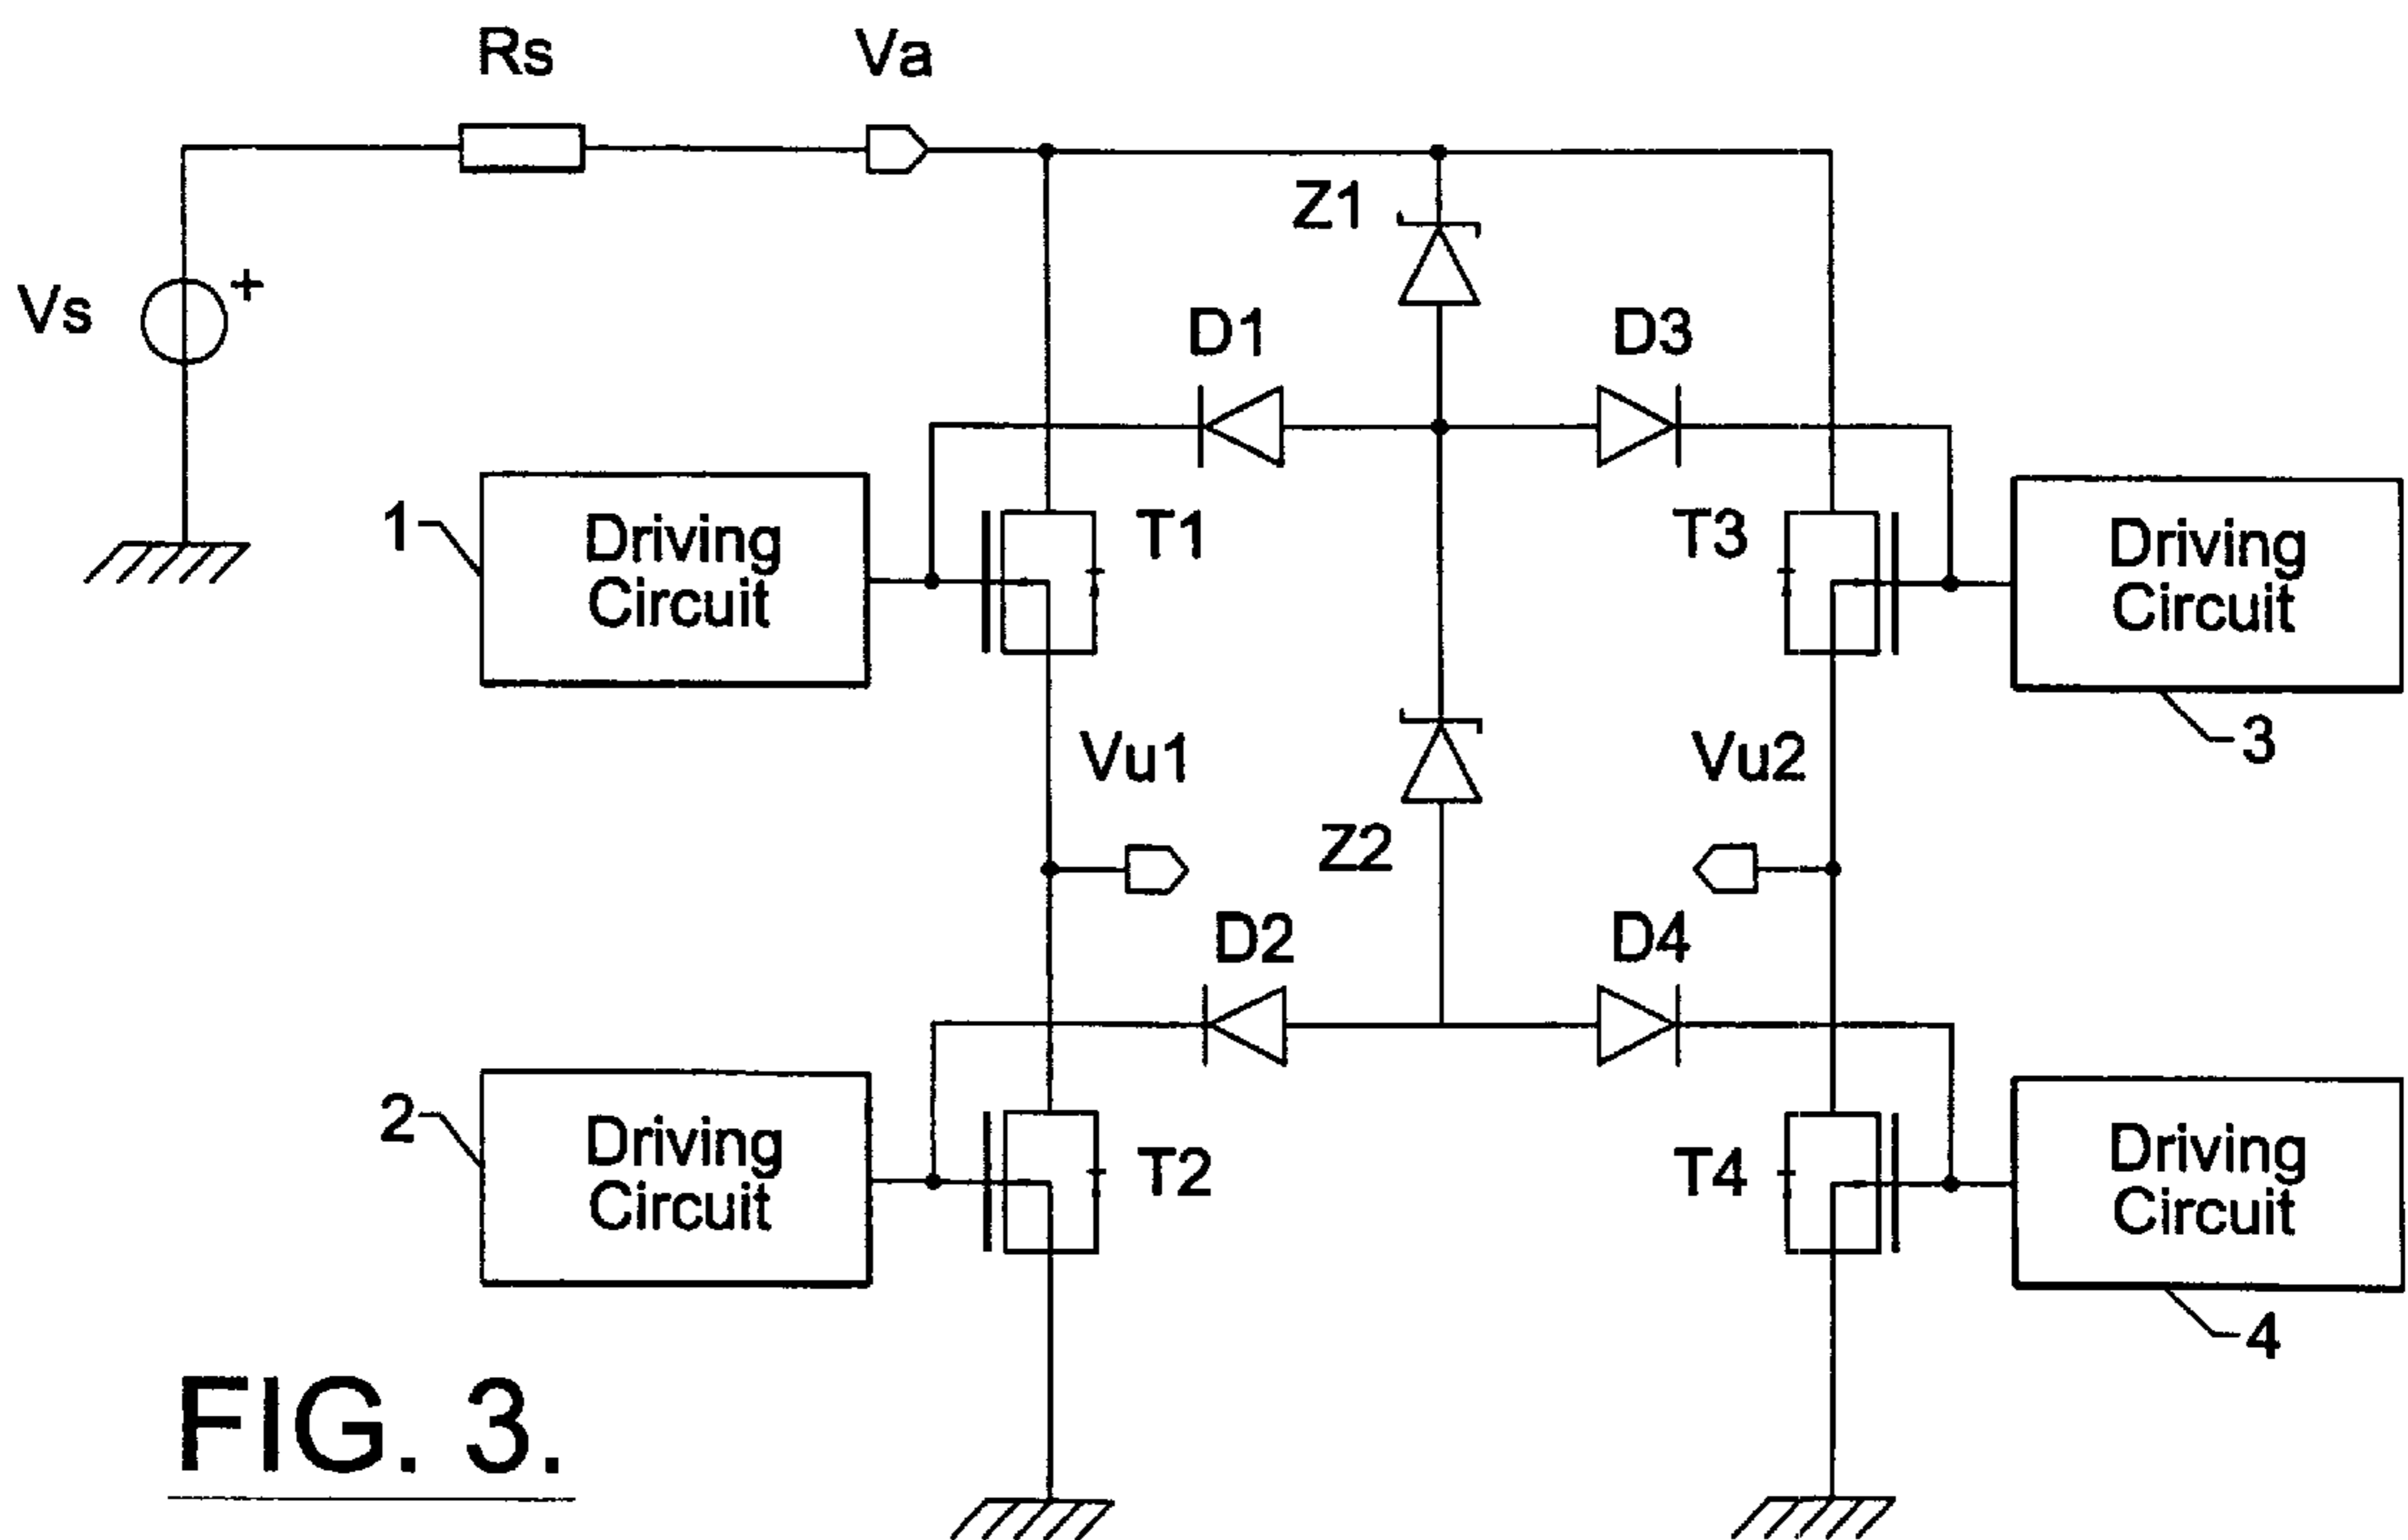 Rs
Va
Z1
Vs
+
D1
D3
1
Driving
Circuit
T1
T3
Driving
Circuit
3
Vu1
Vu2
Z2
D2
D4
2
Driving
Circuit
T2
T4
Driving
Circuit
4
FIG. 3.